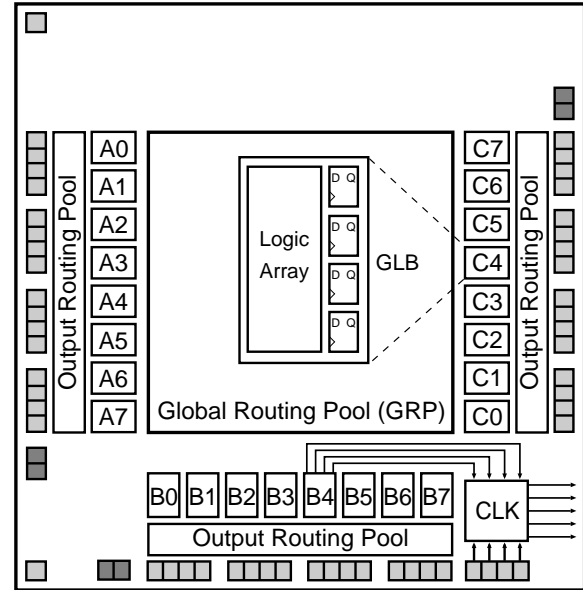 Output Routing Pool
A0
A1
A2
A3
A4
A5
A6
A7
Logic
Array
D Q
D Q
D Q
D Q
GLB
Global Routing Pool (GRP)
C7
C6
C5
C4
C3
C2
C1
C0
Output Routing Pool
B0 B1 B2 B3 B4 B5 B6 B7
Output Routing Pool
CLK